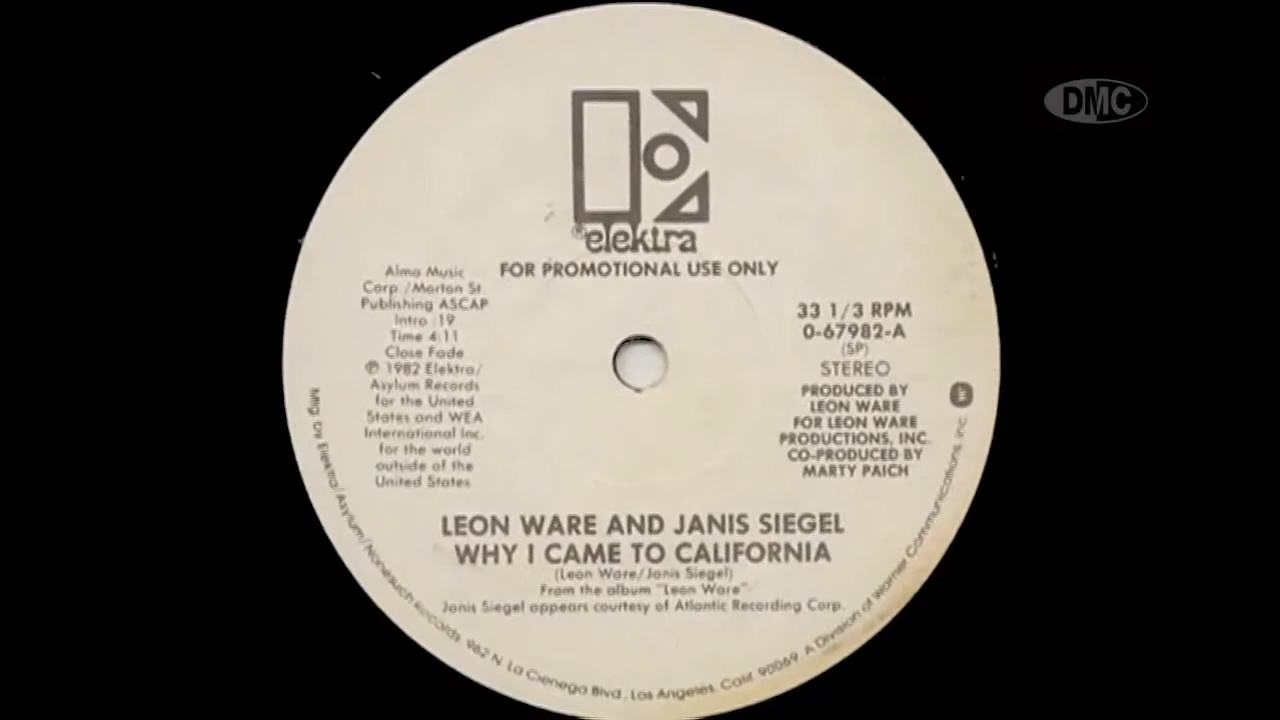 DMC
elektra
FOR PROMOTIONAL USE ONLY
Alma Music
Corp./Morton St.
Publishing ASCAP
Intro :19
Time 4:11
Close Fade
℗ 1982 Elektra/
Asylum Records
for the United
States and WEA
International Inc.
for the world
outside of the
United States
33 1/3 RPM
0-67982-A
(SP)
STEREO
PRODUCED BY
LEON WARE
FOR LEON WARE
PRODUCTIONS, INC.
CO-PRODUCED BY
MARTY PAICH
LEON WARE AND JANIS SIEGEL
WHY I CAME TO CALIFORNIA
(Leon Ware/Janis Siegel)
From the album "Leon Ware"
Janis Siegel appears courtesy of Atlantic Recording Corp.
Mfg. by Elektra/Asylum/Nonesuch Records, 962 N. La Cienega Blvd., Los Angeles, Calif. 90069. A Division of Warner Communications, Inc.